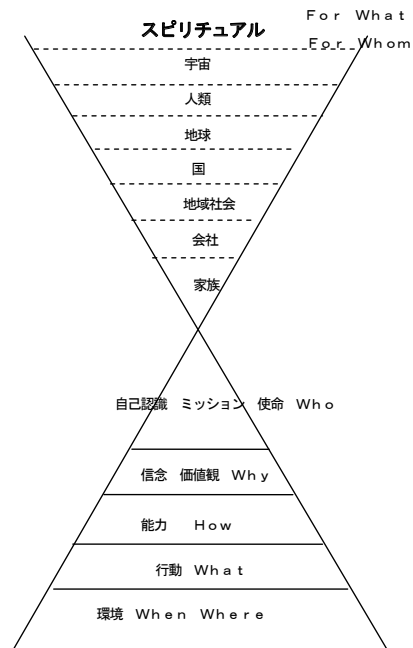 For What
スピリチュアル
For Whom
宇宙
人類
地球
国
地域社会
会社
家族
自己認識　ミッション　使命　Who
信念　価値観　Why
能力　How
行動　What
環境　When　Where